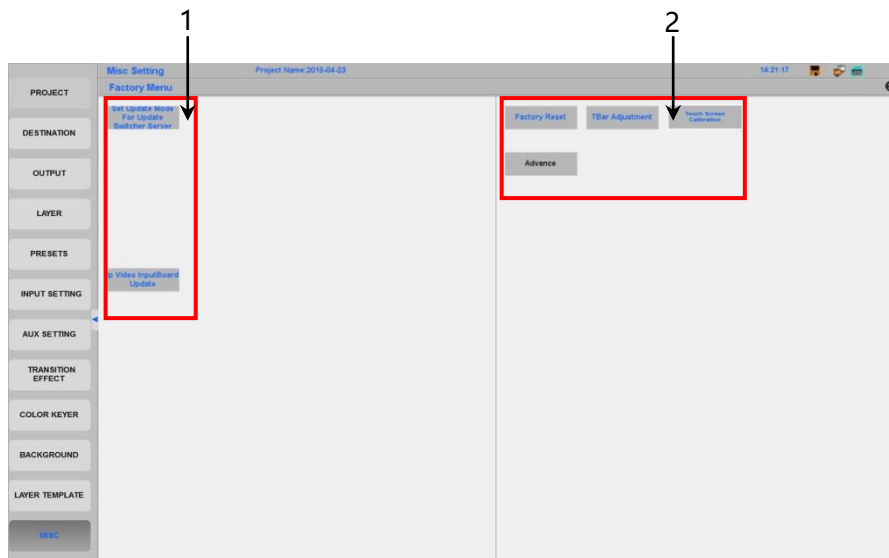 1
2
Misc Setting
Project Name:2018-04-23
14:21:17
Factory Menu
PROJECT
DESTINATION
OUTPUT
LAYER
PRESETS
INPUT SETTING
AUX SETTING
TRANSITION
EFFECT
COLOR KEYER
BACKGROUND
LAYER TEMPLATE
MISC
Set Update Mode
For Update
Switcher Server
p Video InputBoard
Update
Factory Reset
TBar Adjustment
Touch Screen
Calibration
Advance